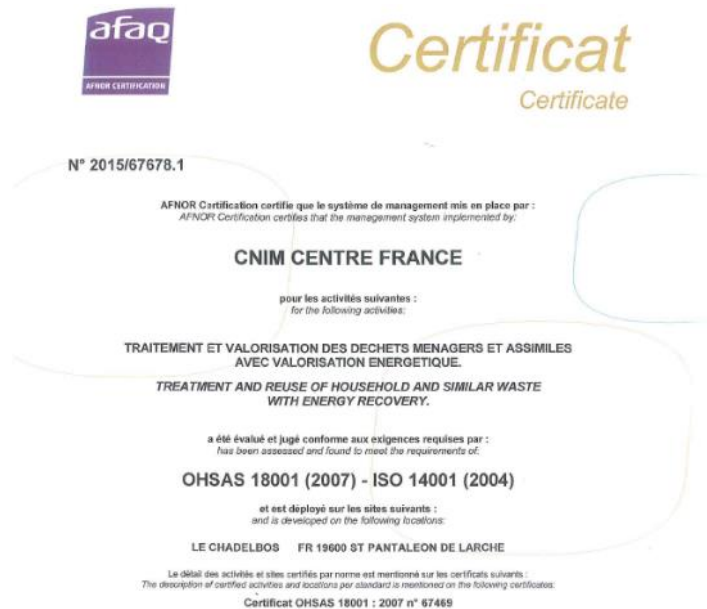 afaq
AFNOR CERTIFICATION
Certificat
Certificate
N° 2015/67678.1
AFNOR Certification certifie que le système de management mis en place par :
AFNOR Certification certifies that the management system implemented by:
CNIM CENTRE FRANCE
pour les activités suivantes :
for the following activities:
TRAITEMENT ET VALORISATION DES DECHETS MENAGERS ET ASSIMILES
AVEC VALORISATION ENERGETIQUE.
TREATMENT AND REUSE OF HOUSEHOLD AND SIMILAR WASTE
WITH ENERGY RECOVERY.
a été évalué et jugé conforme aux exigences requises par :
has been assessed and found to meet the requirements of:
OHSAS 18001 (2007) - ISO 14001 (2004)
et est déployé sur les sites suivants :
and is developed on the following locations:
LE CHADELBOS FR 19600 ST PANTALEON DE LARCHE
Le détail des activités et sites certifiés par norme est mentionné sur les certificats suivants :
The description of certified activities and locations per standard is mentioned on the following certificates:
Certificat OHSAS 18001 : 2007 n° 67469